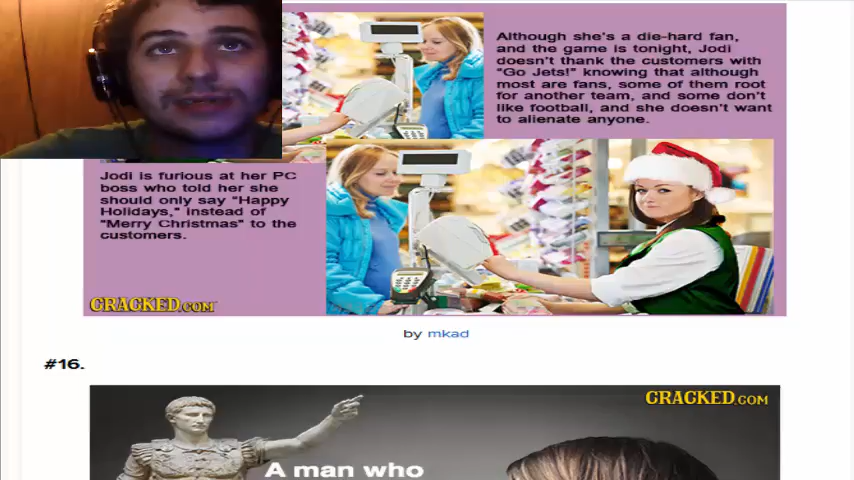 Although she's a die-hard fan,
and the game is tonight, Jodi
doesn't thank the customers with
"Go Jets!" knowing that although
most are fans, some of them root
for another team, and some don't
like football, and she doesn't want
to alienate anyone.
Jodi is furious at her PC
boss who told her she
should only say "Happy
Holidays," instead of
"Merry Christmas" to the
customers.
CRACKED.COM
by mkad
#16.
CRACKED.COM
A man who